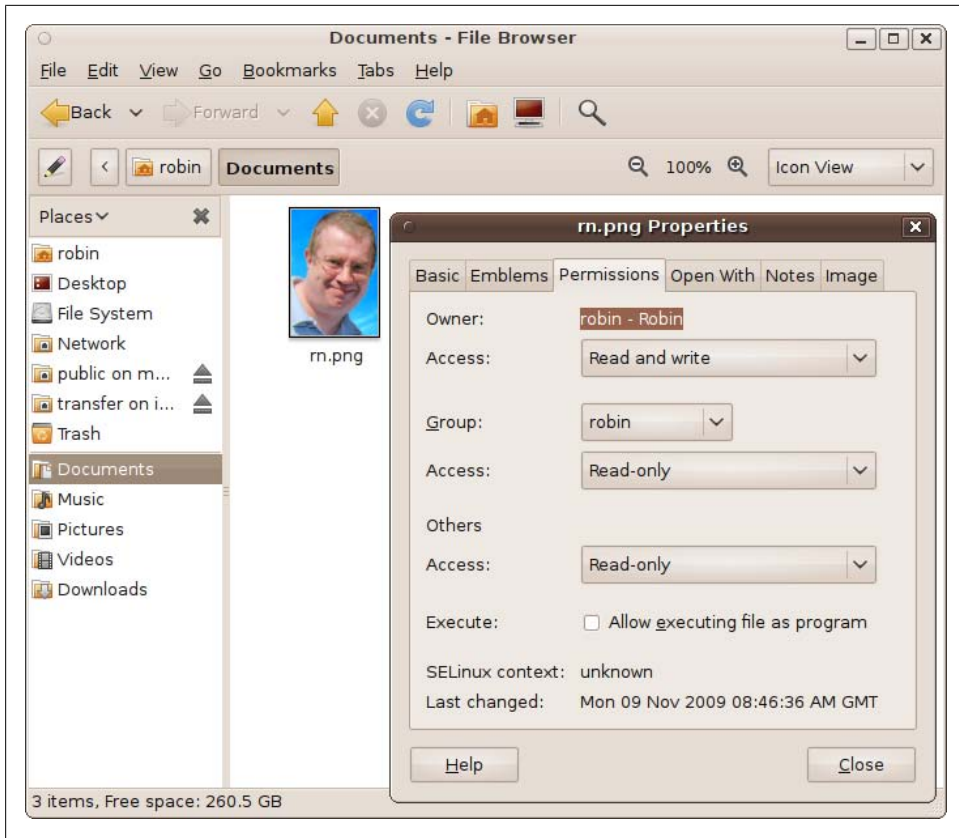 Documents - File Browser
File Edit View Go Bookmarks Tabs Help
Back Forward
robin Documents 100% Icon View
Places
robin
Desktop
File System
Network
public on m...
transfer on i...
Trash
Documents
Music
Pictures
Videos
Downloads
rn.png
rn.png Properties
Basic Emblems Permissions Open With Notes Image
Owner: robin - Robin
Access: Read and write
Group: robin
Access: Read-only
Others
Access: Read-only
Execute: Allow executing file as program
SELinux context: unknown
Last changed: Mon 09 Nov 2009 08:46:36 AM GMT
Help Close
3 items, Free space: 260.5 GB